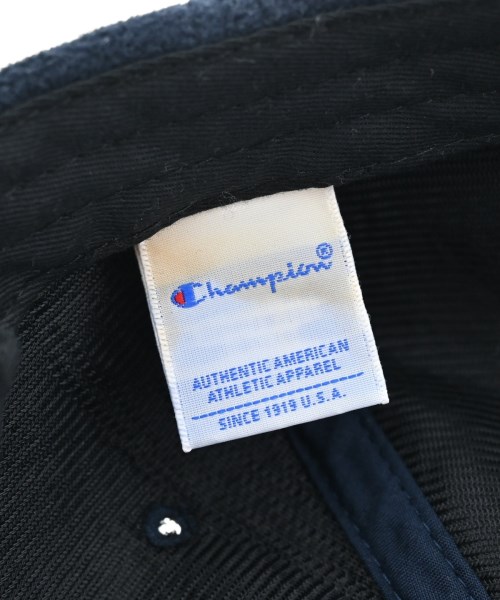 Champion®
AUTHENTIC AMERICAN
ATHLETIC APPAREL
SINCE 1919 U.S.A.